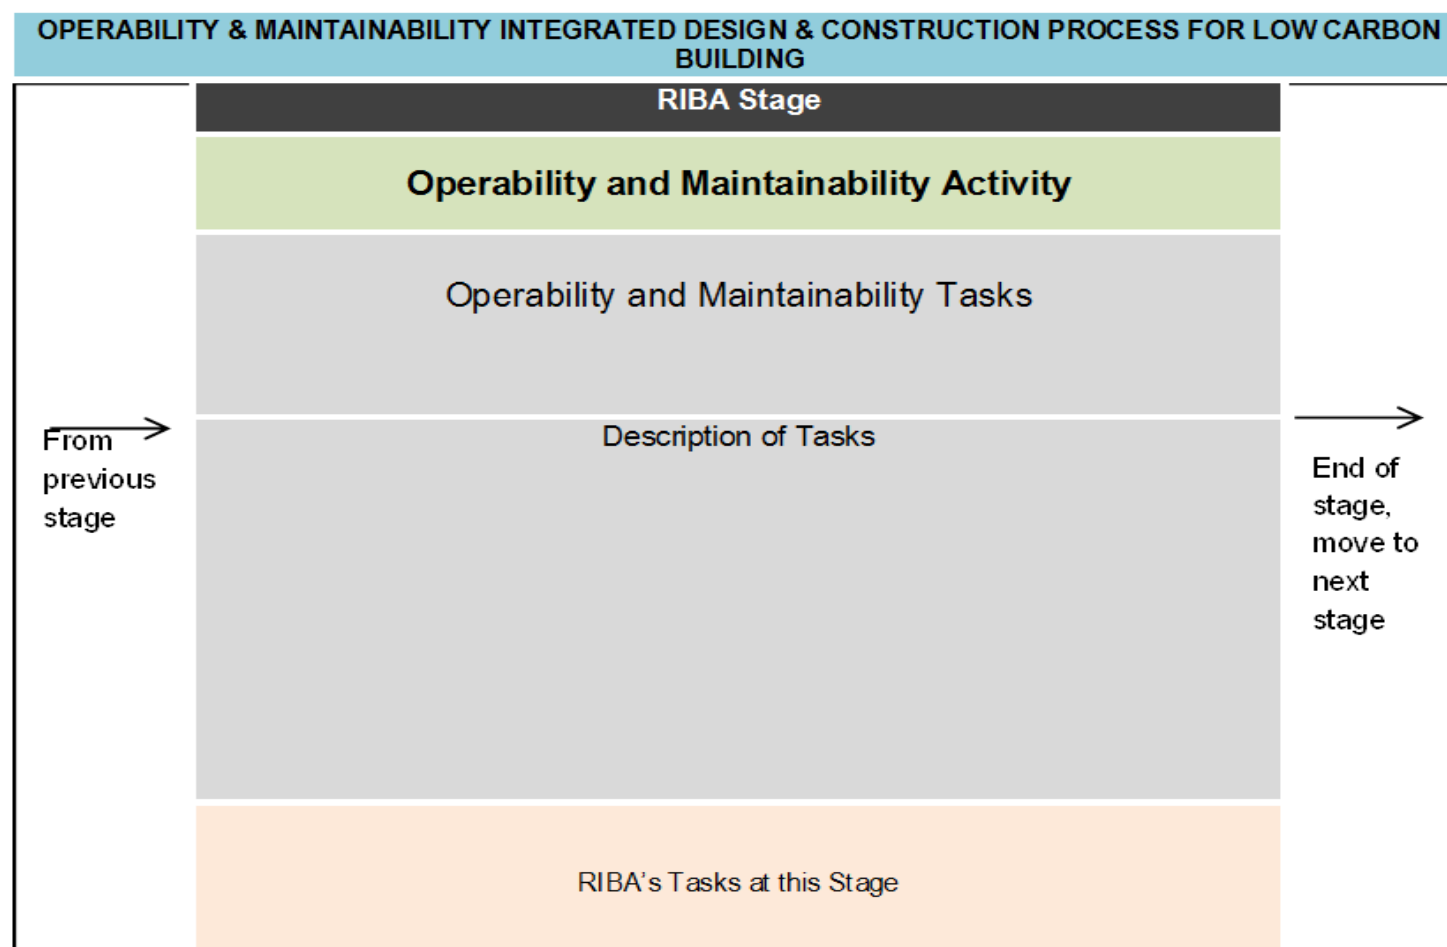 OPERABILITY & MAINTAINABILITY INTEGRATED DESIGN & CONSTRUCTION PROCESS FOR LOW CARBON
BUILDING
RIBA Stage
Operability and Maintainability Activity
Operability and Maintainability Tasks
From
previous
stage
Description of Tasks
End of
stage,
move to
next
stage
RIBA's Tasks at this Stage